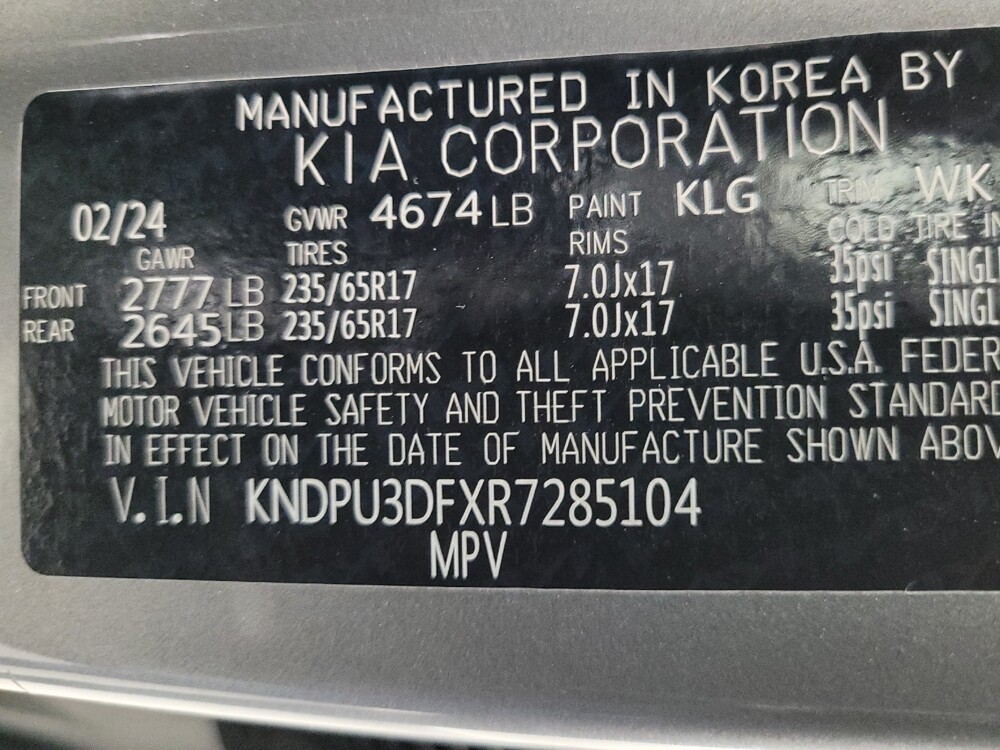 MANUFACTURED IN KOREA BY
KIA CORPORATION
02/24 GVWR 4674 LB PAINT KLG TRIM WK
GAWR TIRES RIMS COLD TIRE IN
FRONT 2777 LB 235/65R17 7.0Jx17 35psi SINGL
REAR 2645 LB 235/65R17 7.0Jx17 35psi SINGL
THIS VEHICLE CONFORMS TO ALL APPLICABLE U.S.A. FEDER
MOTOR VEHICLE SAFETY AND THEFT PREVENTION STANDARD
IN EFFECT ON THE DATE OF MANUFACTURE SHOWN ABOV
V.I.N KNDPU3DFXR7285104
MPV